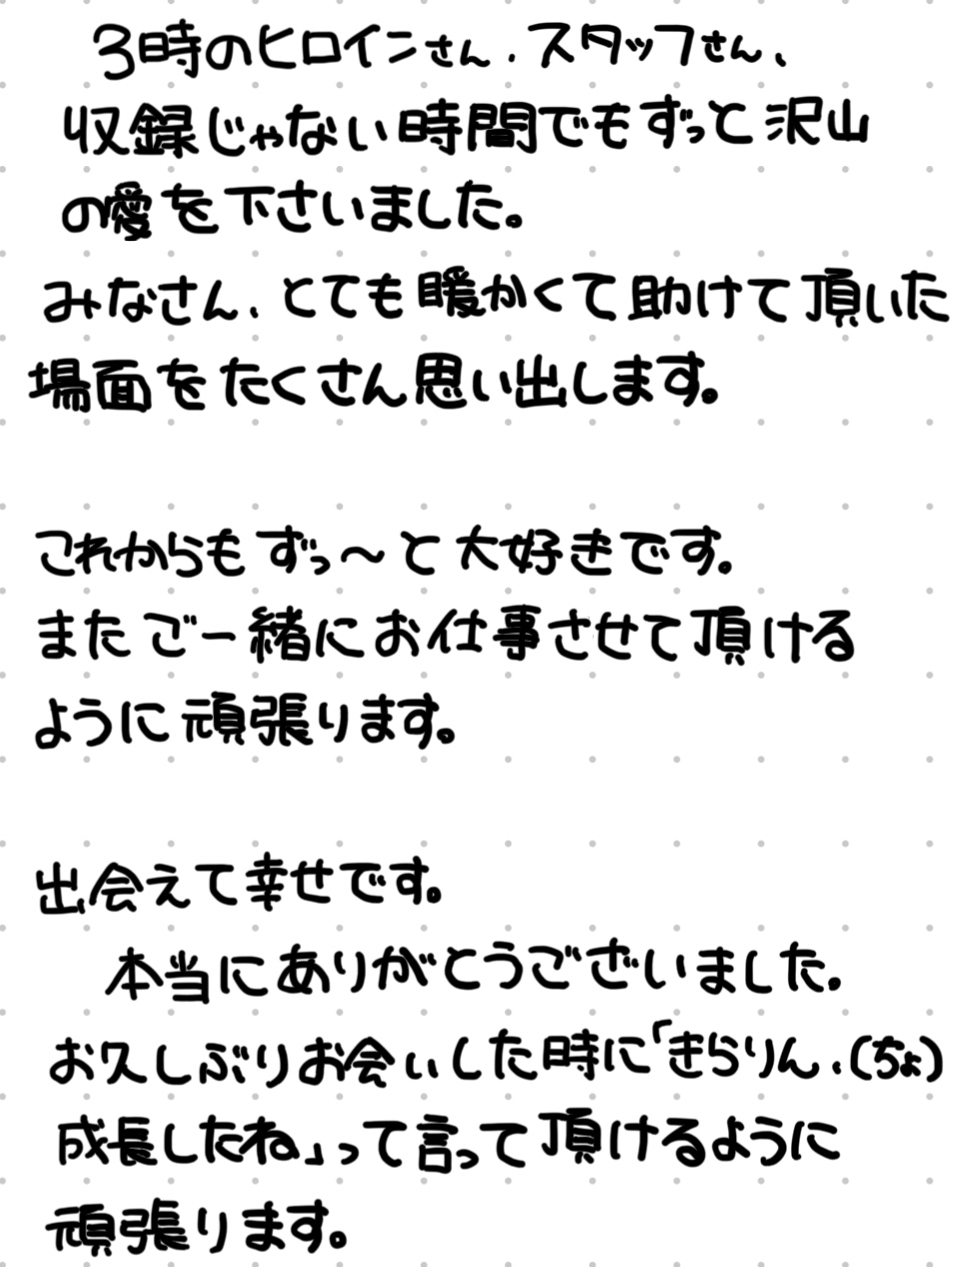 3時のヒロインさん、スタッフさん、
収録じゃない時間でもずっと沢山
の愛を下さいました。
みなさん、とても暖かくて助けて頂いた
場面をたくさん思い出します。
これからもずっ〜と大好きです。
またご一緒にお仕事させて頂ける
ように頑張ります。
出会えて幸せです。
本当にありがとうございました。
お久しぶりお会いした時に「きらりん、(ちょ)
成長したね」って言って頂けるように
頑張ります。